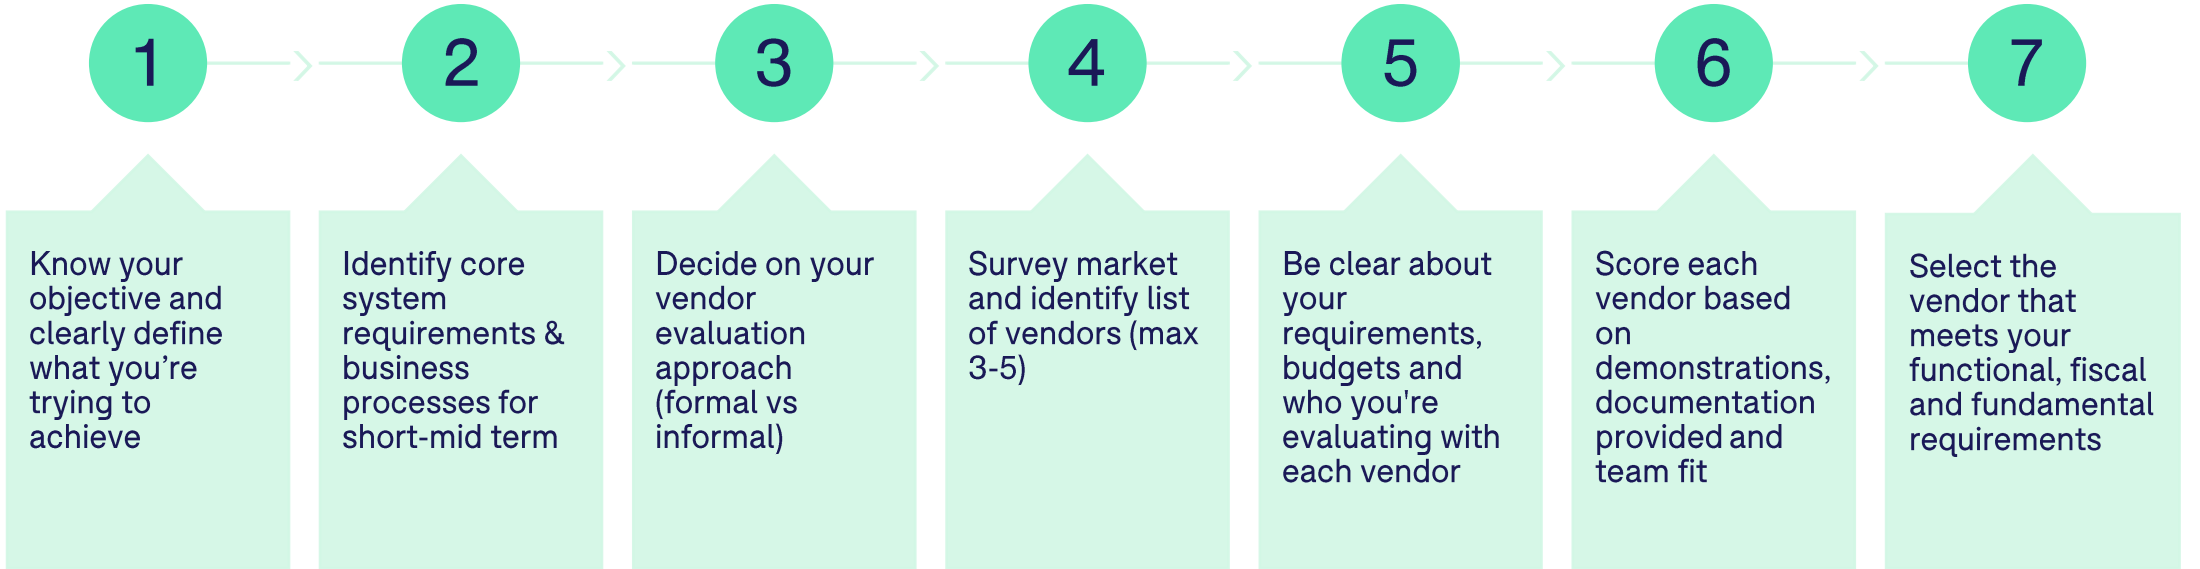 1
2
3
4
5
6
7
Know your
objective and
clearly define
what you’re
trying to
achieve
Identify core
system
requirements &
business
processes for
short-mid term
Decide on your
vendor
evaluation
approach
(formal vs
informal)
Survey market
and identify list
of vendors (max
3-5)
Be clear about
your
requirements,
budgets and
who you're
evaluating with
each vendor
Score each
vendor based
on
demonstrations,
documentation
provided and
team fit
Select the
vendor that
meets your
functional, fiscal
and fundamental
requirements